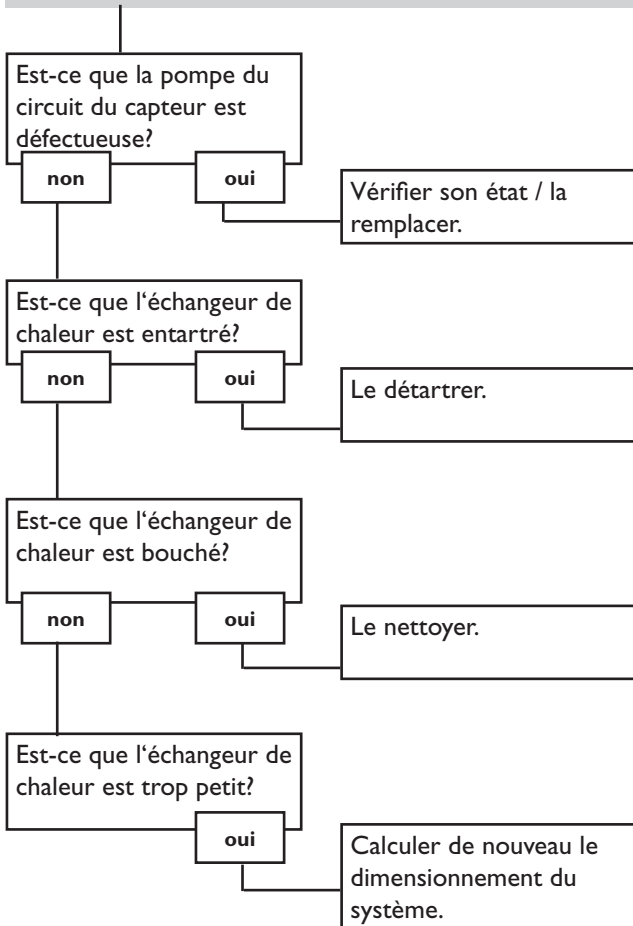 Est-ce que la pompe du
circuit du capteur est
défectueuse?
non
oui
Vérifier son état / la
remplacer.
Est-ce que l‘échangeur de
chaleur est entartré?
non
oui
Le détartrer.
Est-ce que l‘échangeur de
chaleur est bouché?
non
oui
Le nettoyer.
Est-ce que l‘échangeur de
chaleur est trop petit?
oui
Calculer de nouveau le
dimensionnement du
système.